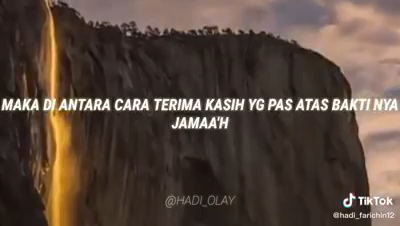 MAKA DI ANTARA CARA TERIMA KASIH YG PAS ATAS BAKTI NYA
JAMAA'H
@HADI_OLAY
TikTok
@hadi_farichin12